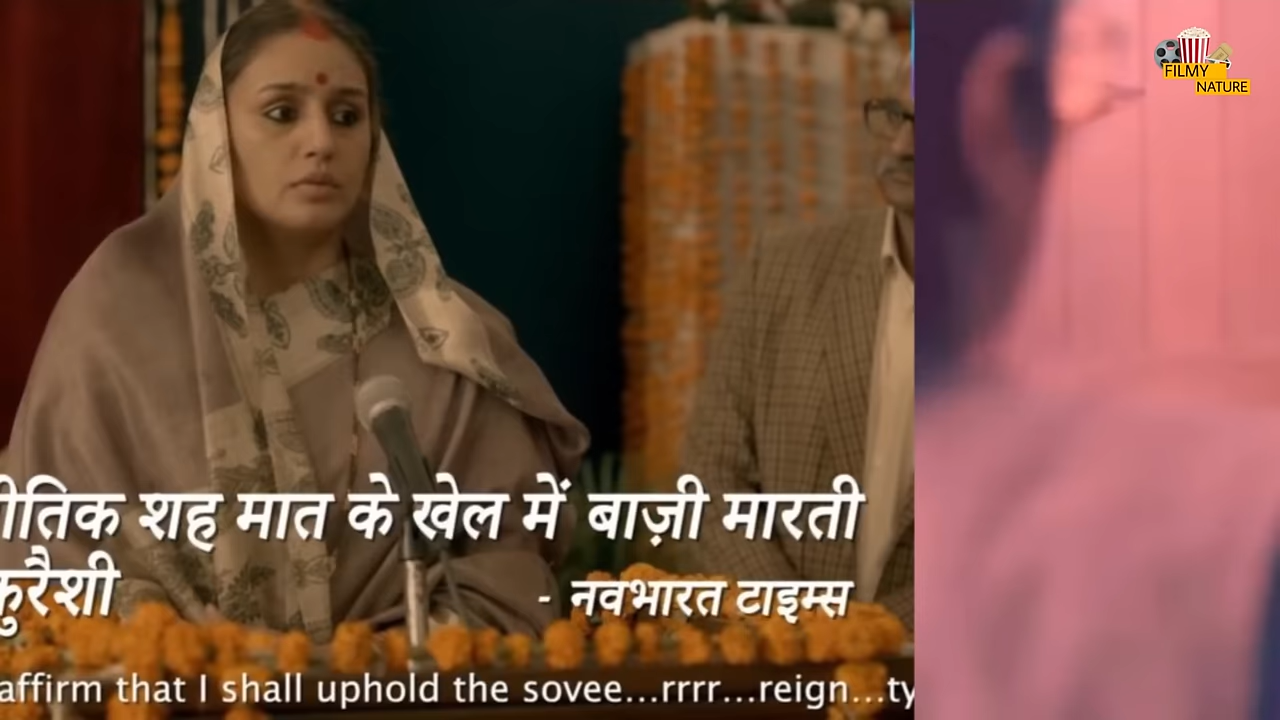 FILMY
NATURE
ीतिक शह मात के खेल में बाज़ी मारती
कुरैशी
- नवभारत टाइम्स
affirm that I shall uphold the sovee...rrrr...reign...ty